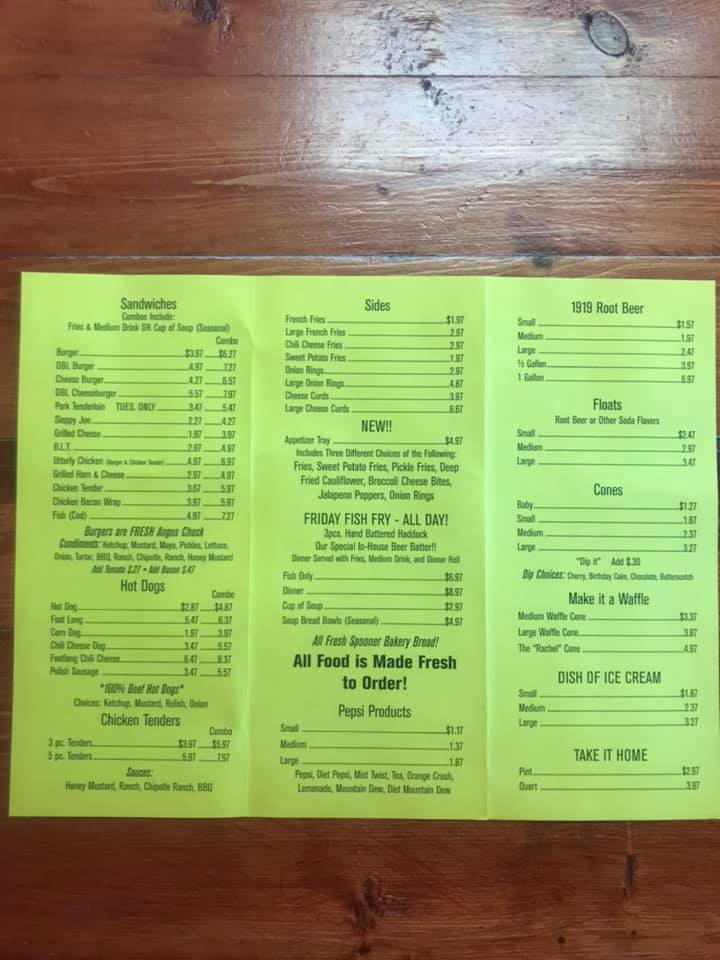 Sandwiches
Combos Include:
Fries & Medium Drink OR Cup of Soup (Seasonal)
Combo
Burger $3.97 $6.27
DBL Burger 4.97 7.27
Cheese Burger 4.27 6.57
DBL Cheeseburger 5.57 7.97
Pork Tenderloin TUES. ONLY 3.47 5.47
Sloppy Joe 2.27 4.27
Grilled Cheese 1.97 3.97
B.L.T. 2.97 4.97
Utterly Chicken (Burger & Chicken Tender) 4.97 6.97
Grilled Ham & Cheese 2.97 4.97
Chicken Tender 3.67 5.97
Chicken Bacon Wrap 3.97 5.97
Fish (Cod) 4.97 7.27
Burgers are FRESH Angus Chuck
Condiments: Ketchup, Mustard, Mayo, Pickles, Lettuce,
Onion, Tartar, BBQ, Ranch, Chipotle, Ranch, Honey Mustard
Add Tomato $.27 • Add Bacon $.47
Hot Dogs
Combo
Hot Dog $2.87 $4.87
Foot Long 5.47 6.37
Corn Dog 1.97 3.97
Chili Cheese Dog 3.47 5.57
Footlong Chili Cheese 6.47 8.37
Polish Sausage 3.47 5.57
*100% Beef Hot Dogs*
Choices: Ketchup, Mustard, Relish, Onion
Chicken Tenders
Combo
3 pc. Tenders $3.97 $5.97
5 pc. Tenders 5.97 7.97
Sauces:
Honey Mustard, Ranch, Chipotle Ranch, BBQ
Sides
French Fries $1.97
Large French Fries 2.97
Chili Cheese Fries 2.97
Sweet Potato Fries 1.97
Onion Rings 2.97
Large Onion Rings 4.87
Cheese Curds 3.97
Large Cheese Curds 6.67
NEW!!
Appetizer Tray $4.97
Includes Three Different Choices of the Following:
Fries, Sweet Potato Fries, Pickle Fries, Deep
Fried Cauliflower, Broccoli Cheese Bites,
Jalapeno Poppers, Onion Rings
FRIDAY FISH FRY - ALL DAY!
3pcs. Hand Battered Haddock
Our Special In-House Beer Batter!!
Dinner Served with Fries, Medium Drink, and Dinner Roll
Fish Only $6.97
Dinner $8.97
Cup of Soup $2.97
Soup Bread Bowls (Seasonal) $4.97
All Fresh Spooner Bakery Bread!
All Food is Made Fresh
to Order!
Pepsi Products
Small $1.17
Medium 1.37
Large 1.87
Pepsi, Diet Pepsi, Mist Twist, Tea, Orange Crush,
Lemonade, Mountain Dew, Diet Mountain Dew
1919 Root Beer
Small $1.57
Medium 1.97
Large 2.47
½ Gallon 3.97
1 Gallon 6.97
Floats
Root Beer or Other Soda Flavors
Small $2.47
Medium 2.97
Large 3.47
Cones
Baby $1.27
Small 1.87
Medium 2.37
Large 3.27
"Dip it" Add $.30
Dip Choices: Cherry, Birthday Cake, Chocolate, Butterscotch
Make it a Waffle
Medium Waffle Cone $3.37
Large Waffle Cone 3.87
The "Rachel" Cone 4.97
DISH OF ICE CREAM
Small $1.87
Medium 2.37
Large 3.27
TAKE IT HOME
Pint $2.97
Quart 3.97